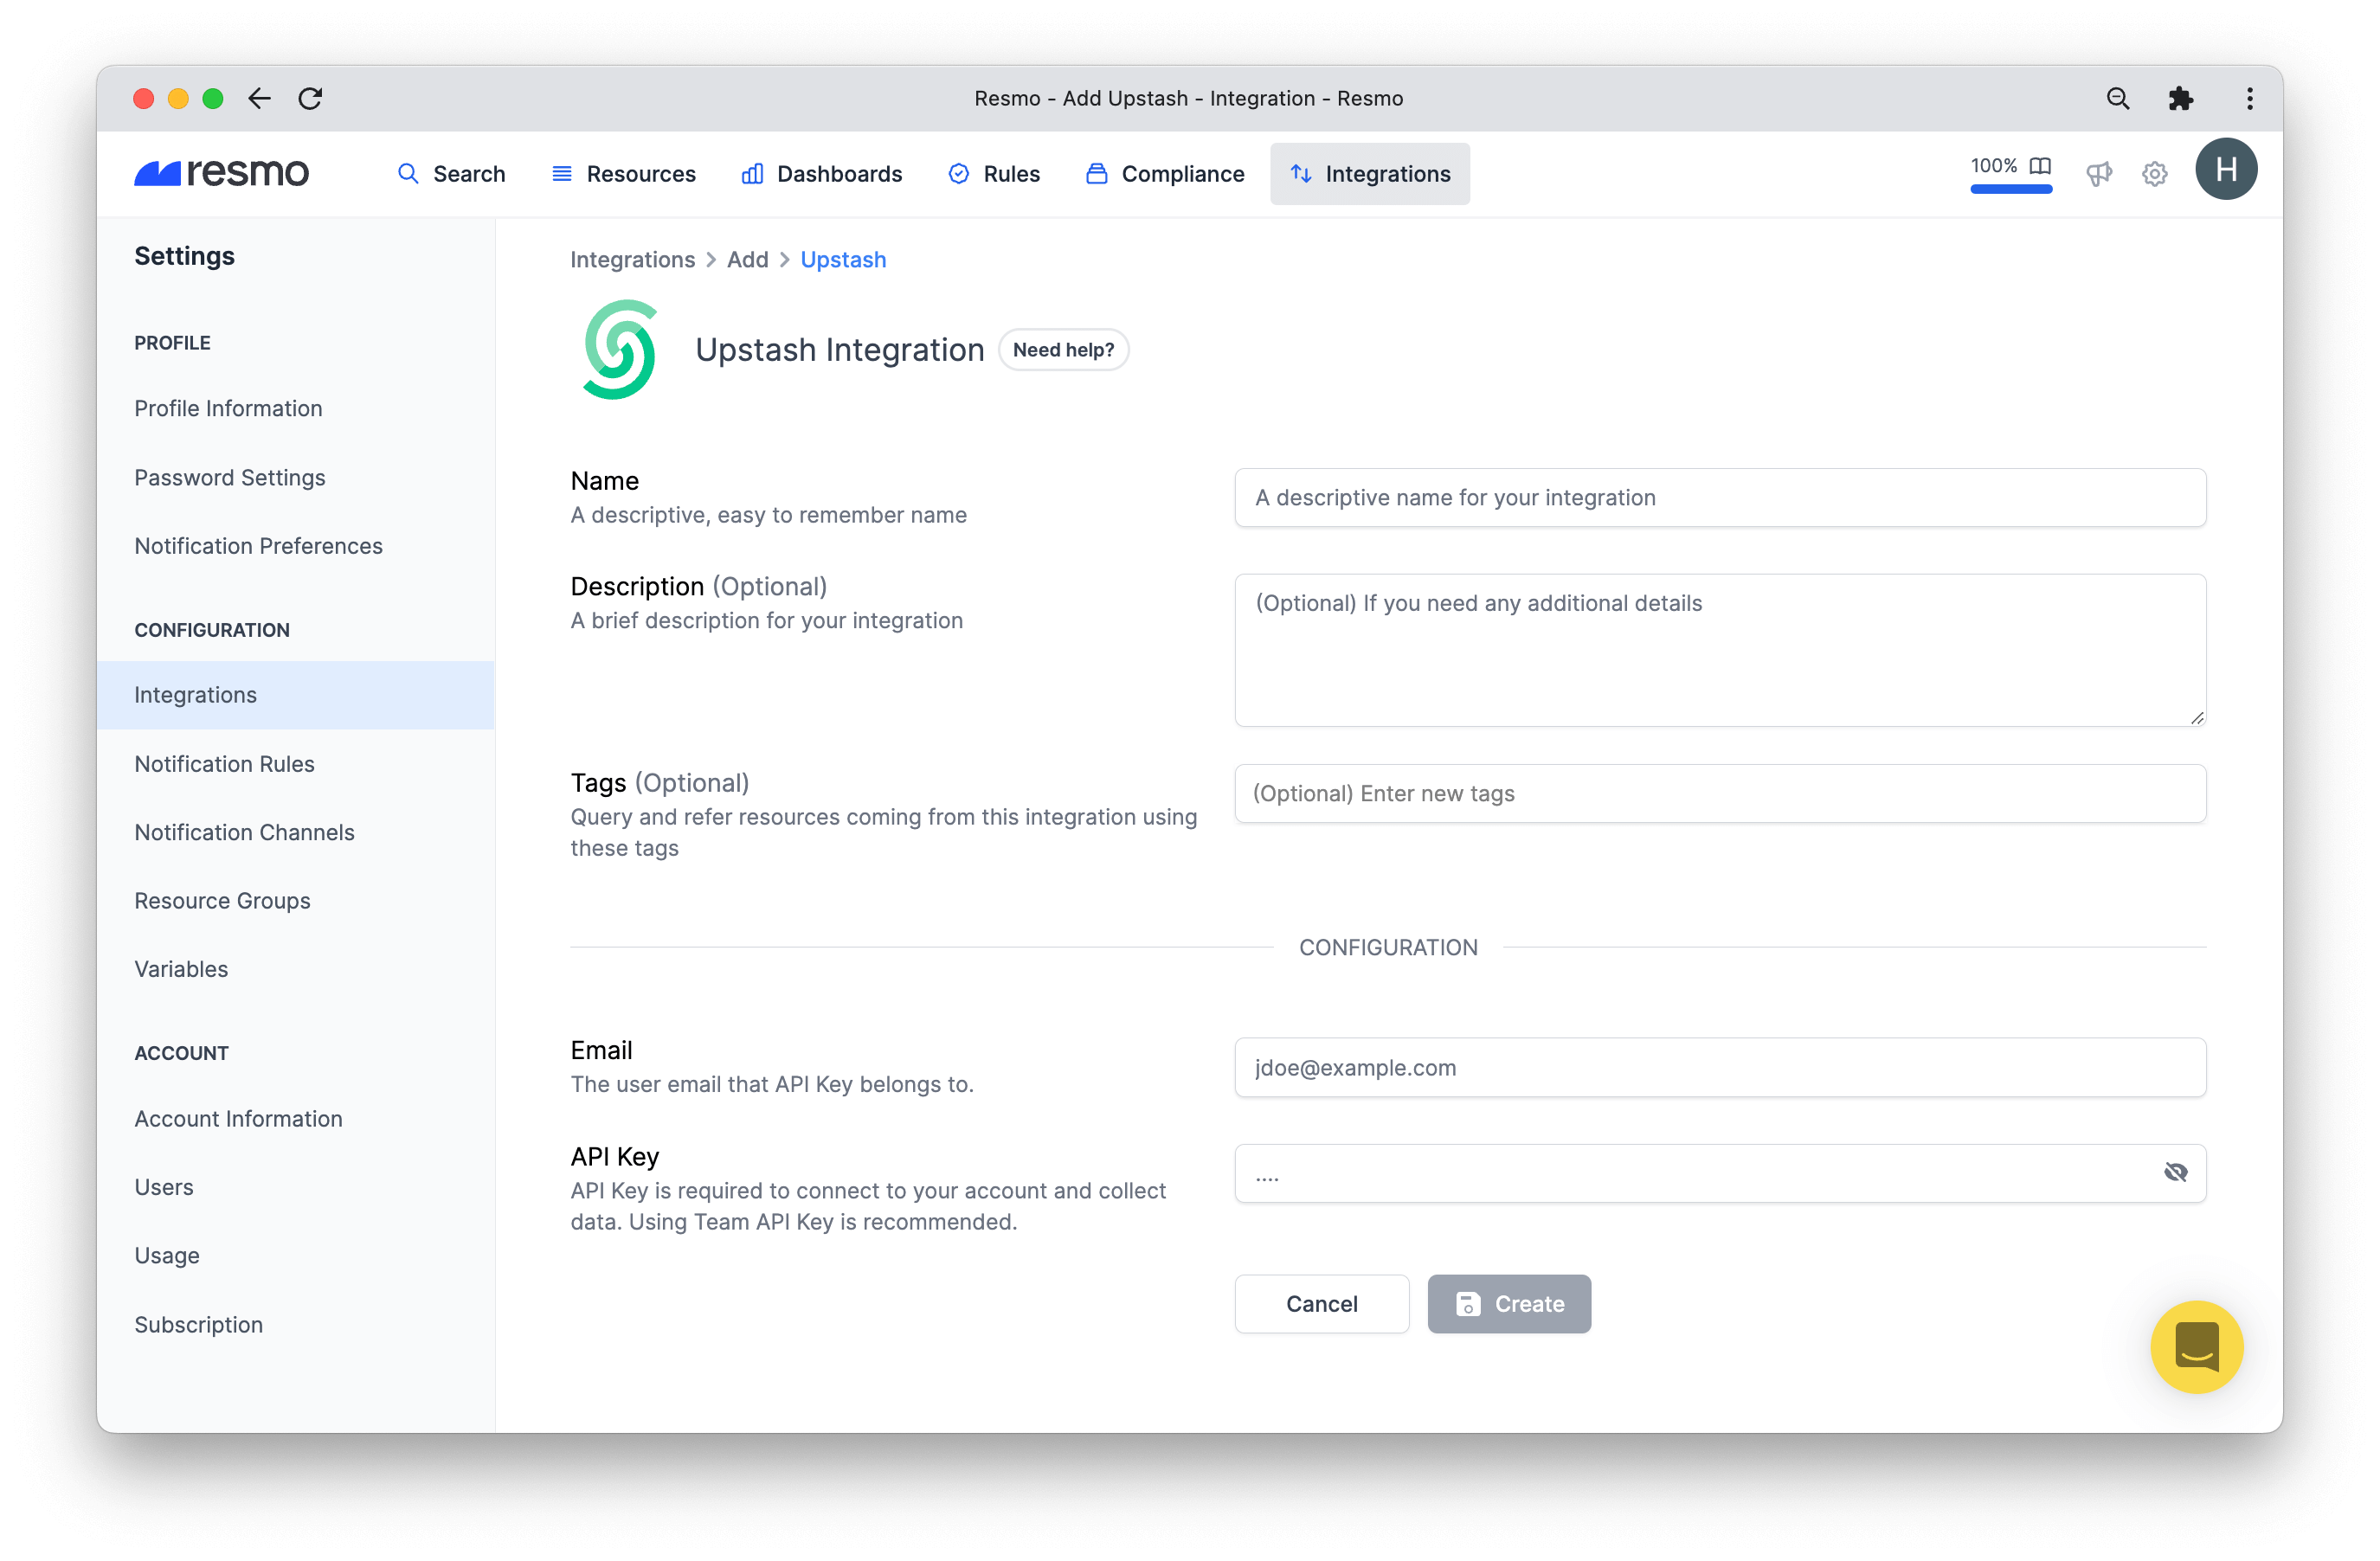 Resmo - Add Upstash - Integration - Resmo
resmo
Search
Resources
Dashboards
Rules
Compliance
Integrations
100%
H
Settings
PROFILE
Profile Information
Password Settings
Notification Preferences
CONFIGURATION
Integrations
Notification Rules
Notification Channels
Resource Groups
Variables
ACCOUNT
Account Information
Users
Usage
Subscription
Integrations > Add > Upstash
Upstash Integration
Need help?
Name
A descriptive, easy to remember name
A descriptive name for your integration
Description (Optional)
A brief description for your integration
(Optional) If you need any additional details
Tags (Optional)
Query and refer resources coming from this integration using
these tags
(Optional) Enter new tags
CONFIGURATION
Email
The user email that API Key belongs to.
jdoe@example.com
API Key
API Key is required to connect to your account and collect
data. Using Team API Key is recommended.
....
Cancel
Create